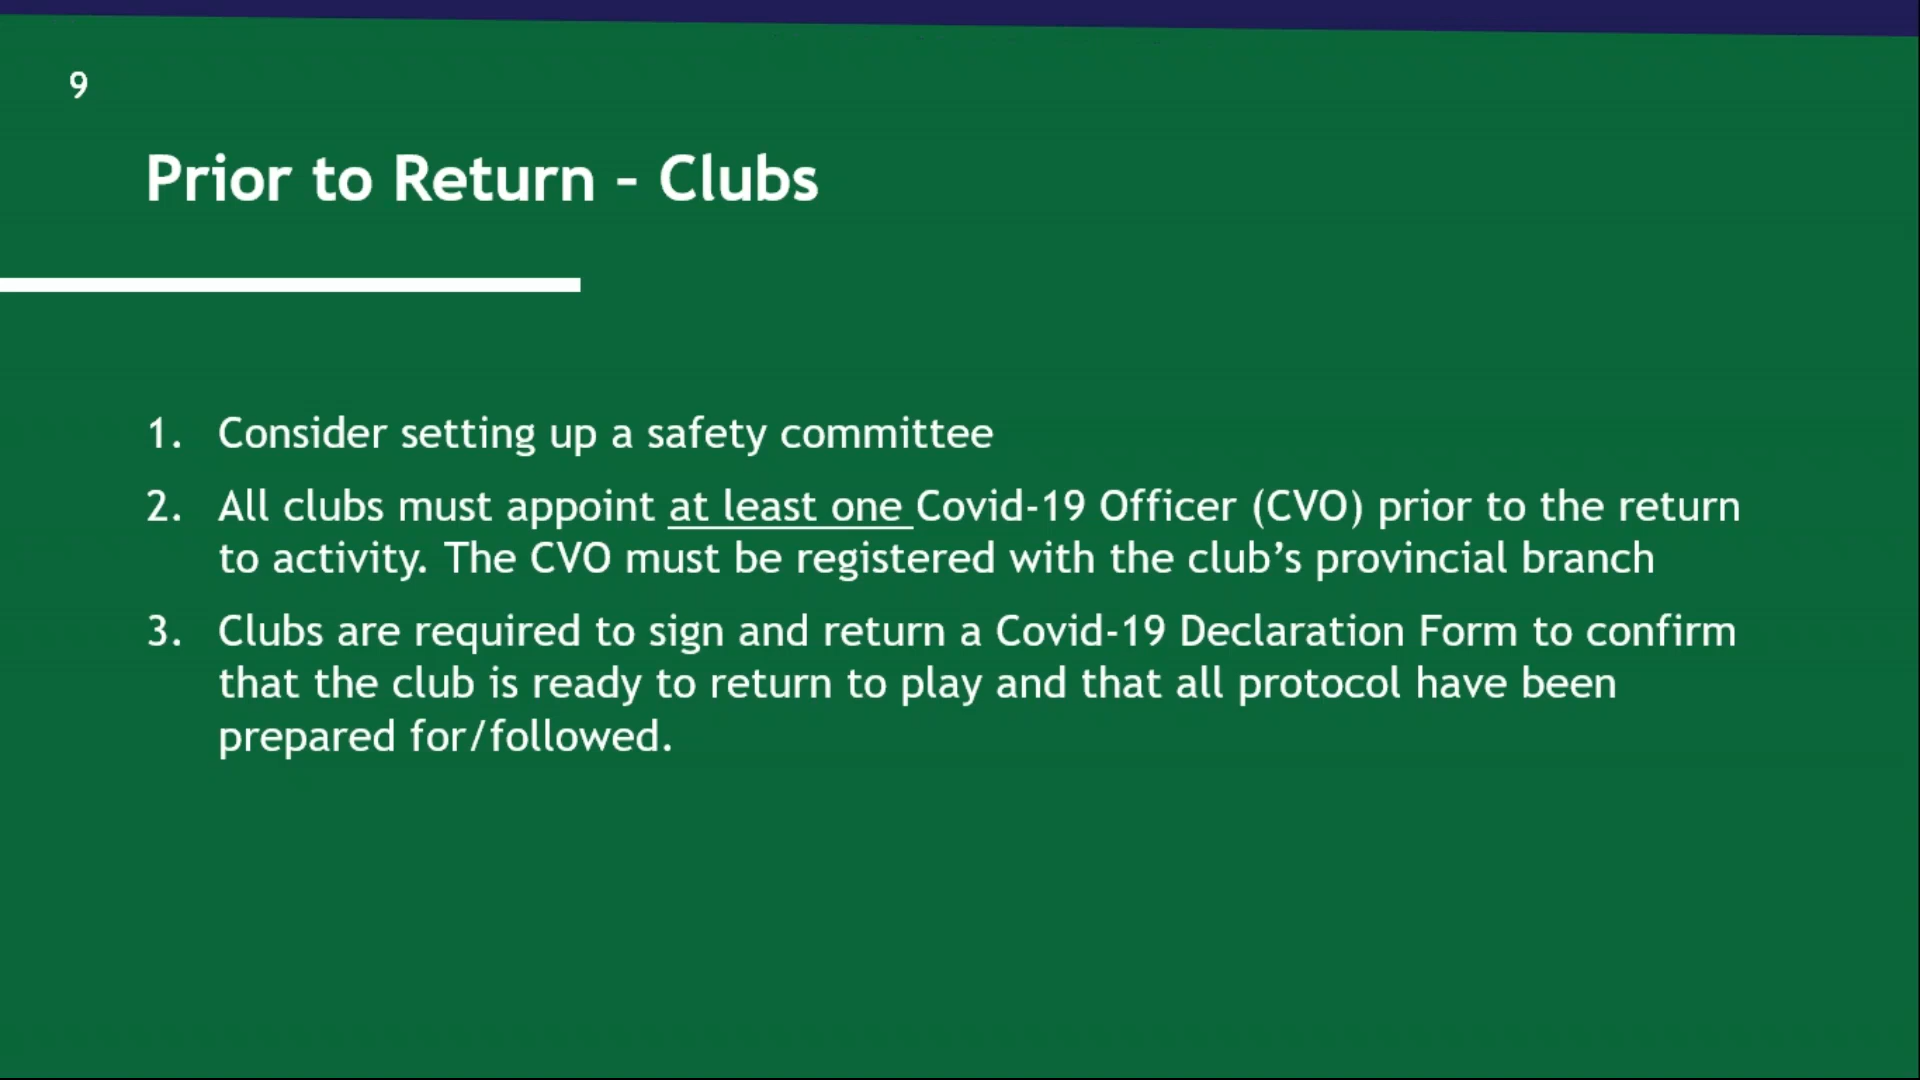 9
Prior to Return – Clubs
1. Consider setting up a safety committee
2. All clubs must appoint at least one Covid-19 Officer (CVO) prior to the return
to activity. The CVO must be registered with the club’s provincial branch
3. Clubs are required to sign and return a Covid-19 Declaration Form to confirm
that the club is ready to return to play and that all protocol have been
prepared for/followed.